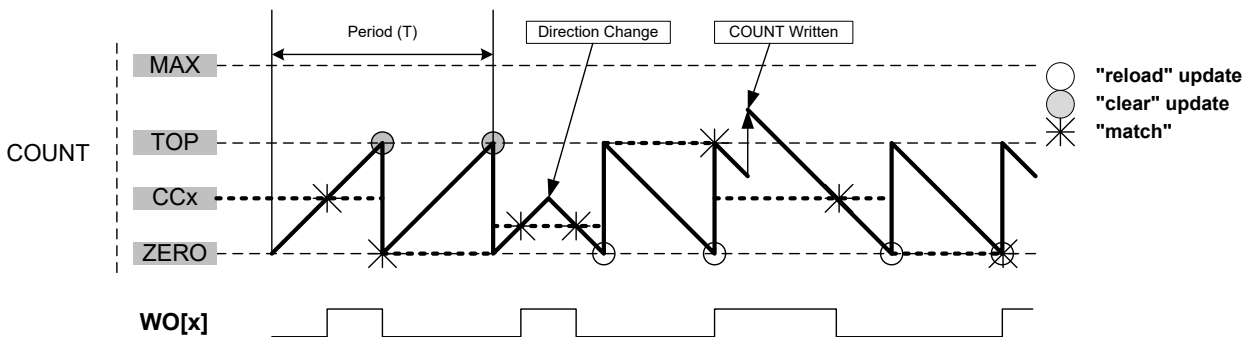 Period (T)
Direction Change
COUNT Written
MAX
"reload" update
"clear" update
"match"
TOP
COUNT
CCx
ZERO
WO[x]